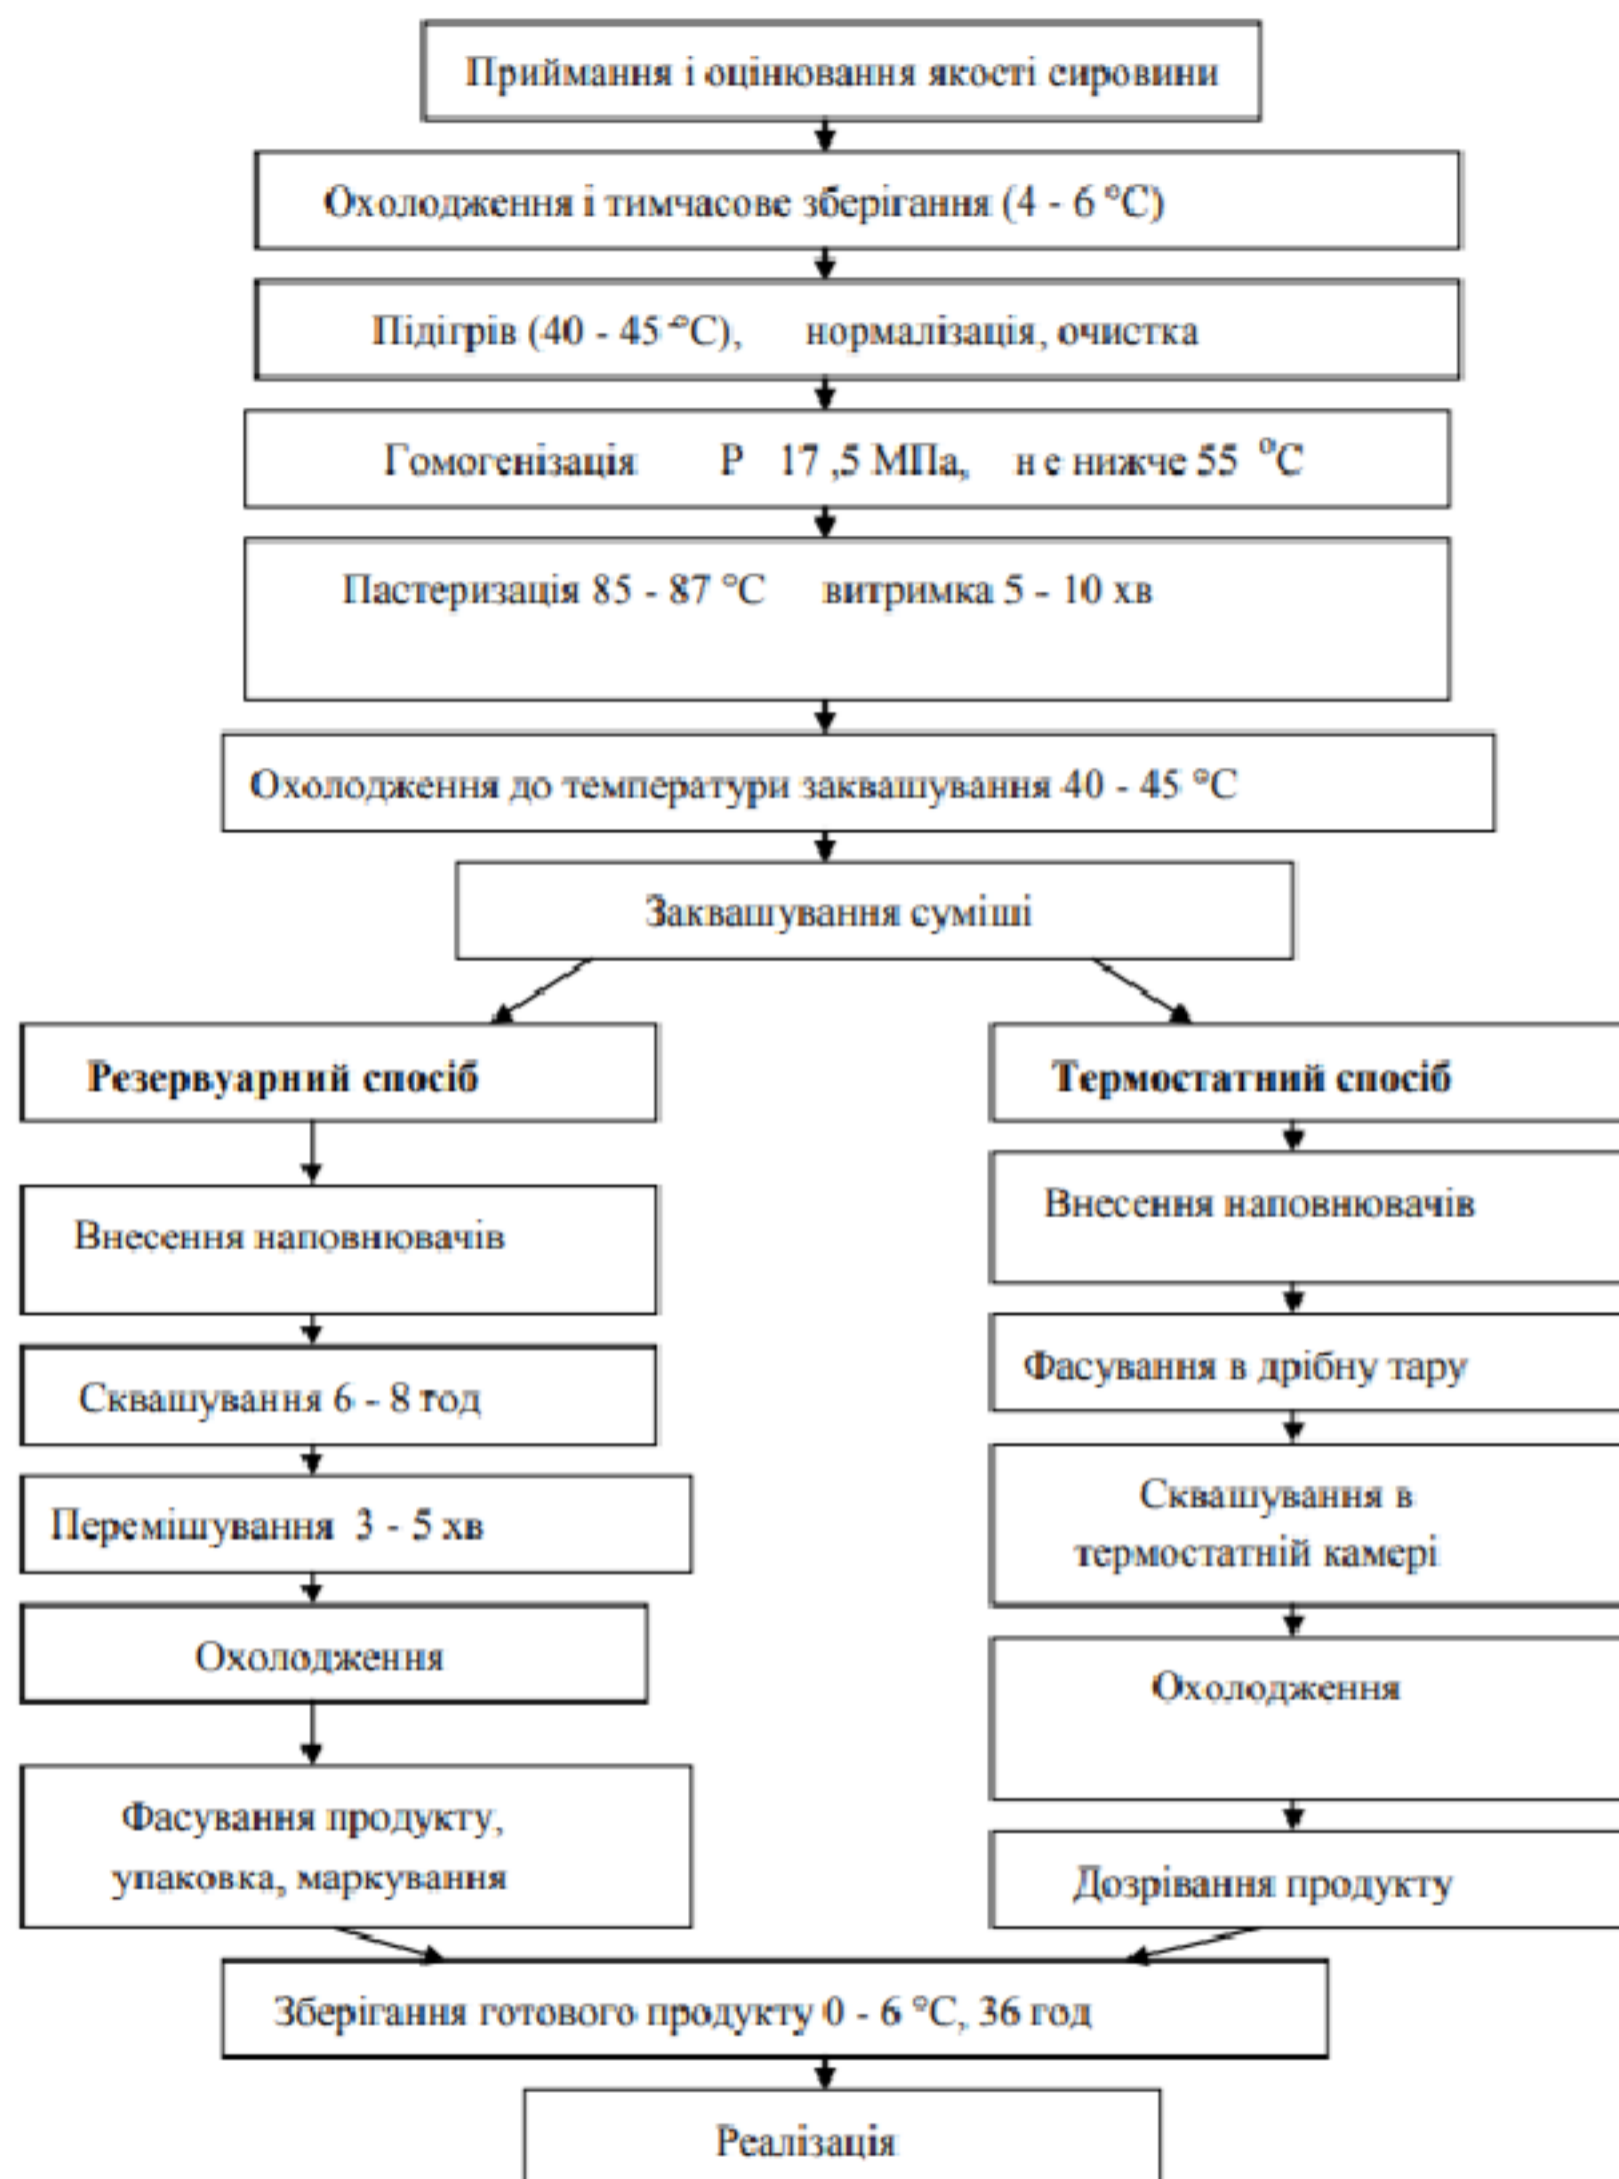 Приймання і оцінювання якості сировини
Охолодження і тимчасове зберігання (4 - 6 °С)
Підігрів (40 - 45 °С), нормалізація, очистка
Гомогенізація Р 17 ,5 МПа, н е нижче 55 °С
Пастеризація 85 - 87 °С витримка 5 - 10 хв
Охолодження до температури заквашування 40 - 45 °С
Заквашування суміші
Резервуарний спосіб
Внесення наповнювачів
Сквашування 6 - 8 год
Перемішування 3 - 5 хв
Охолодження
Фасування продукту,
упаковка, маркування
Термостатний спосіб
Внесення наповнювачів
Фасування в дрібну тару
Сквашування в
термостатній камері
Охолодження
Дозрівання продукту
Зберігання готового продукту 0 - 6 °С, 36 год
Реалізація